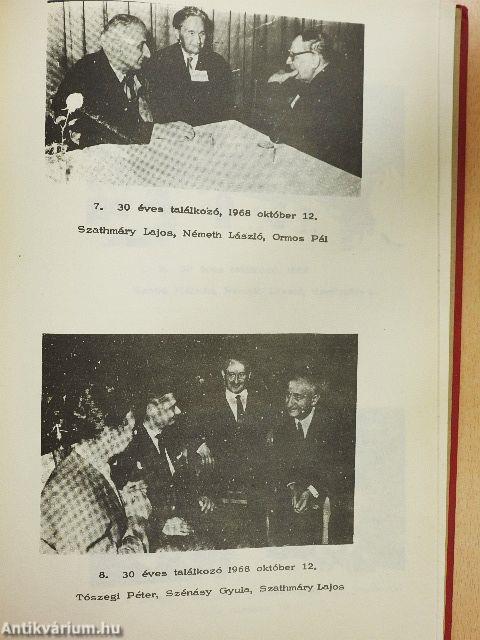 7. 30 éves találkozó, 1968 október 12.
Szathmáry Lajos, Németh László, Ormos Pál
8. 30 éves találkozó 1968 október 12.
Tószegi Péter, Szénásy Gyula, Szathmáry Lajos
Antikvárium.hu